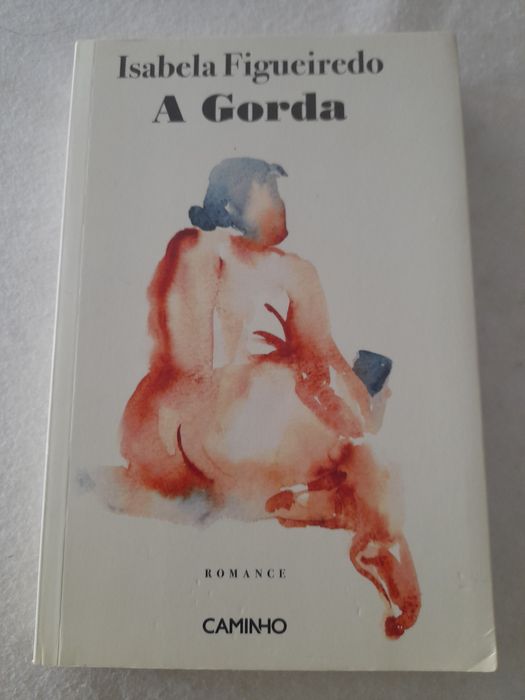 Isabela Figueiredo
A Gorda
ROMANCE
CAMINHO